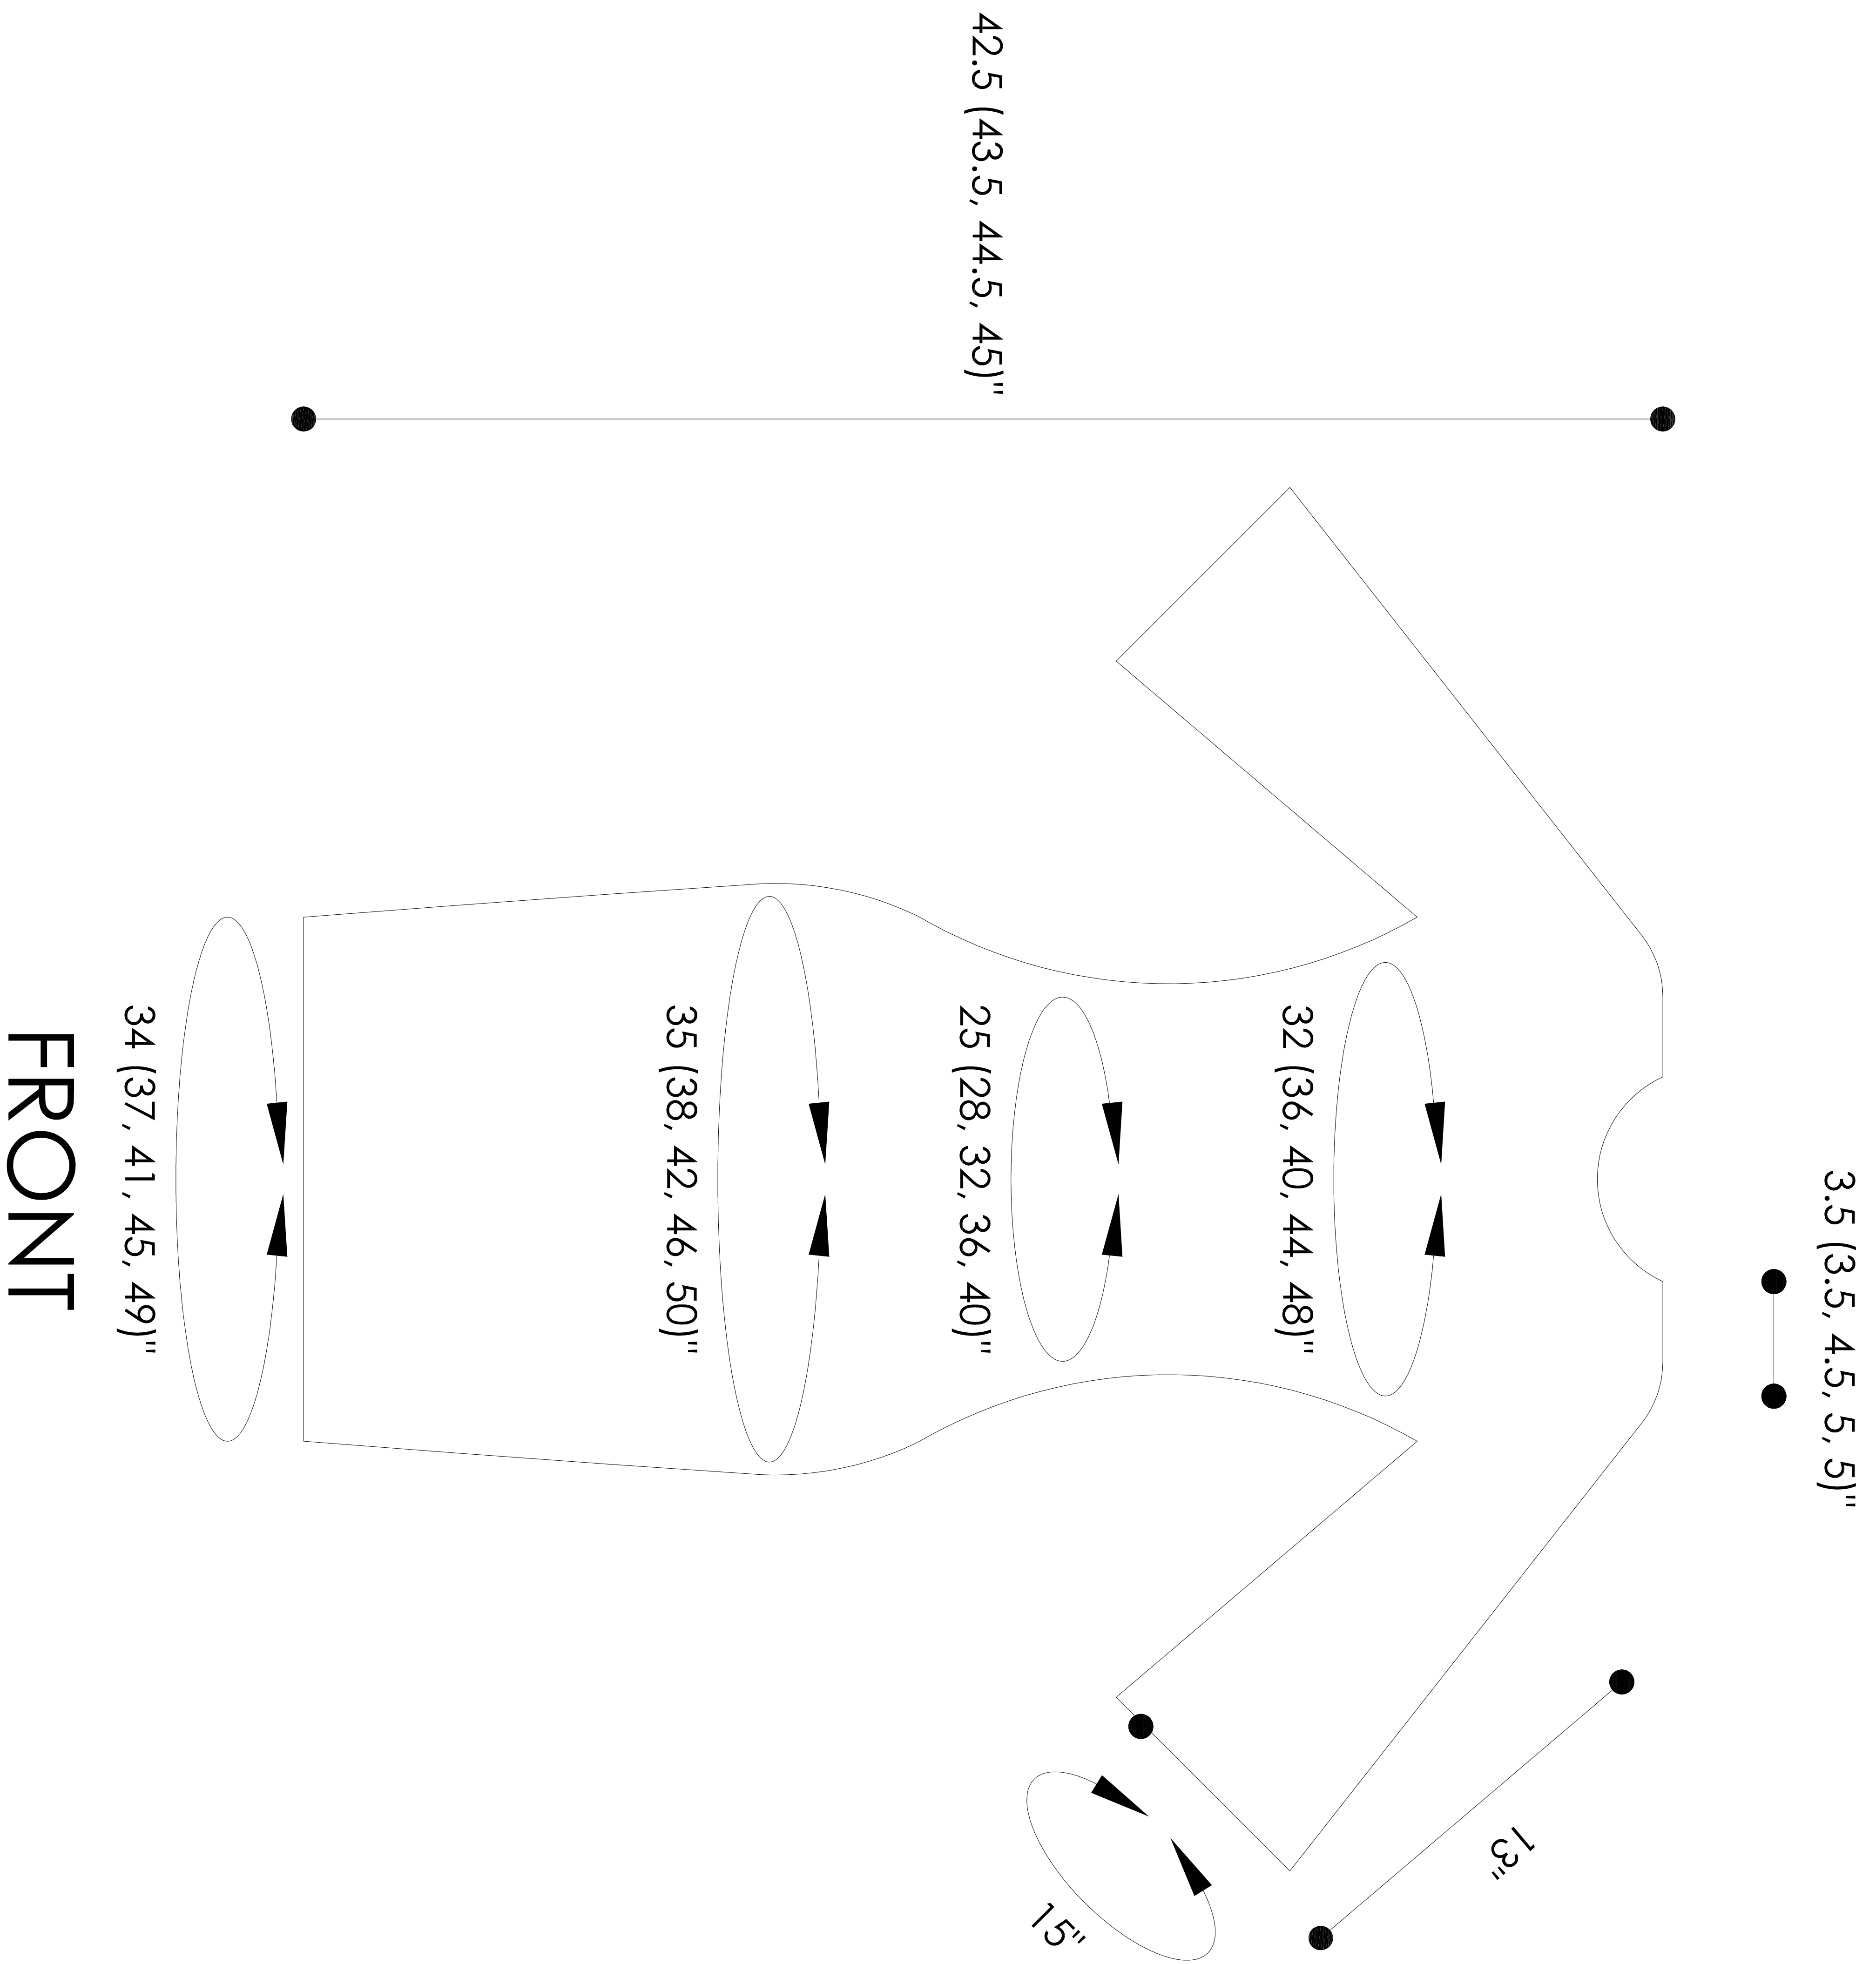 3.5 (3.5, 4.5, 5, 5)"
13"
32 (36, 40, 44, 48)"
15"
42.5 (43.5, 44.5, 45)"
25 (28, 32, 36, 40)"
35 (38, 42, 46, 50)"
34 (37, 41, 45, 49)"
FRONT